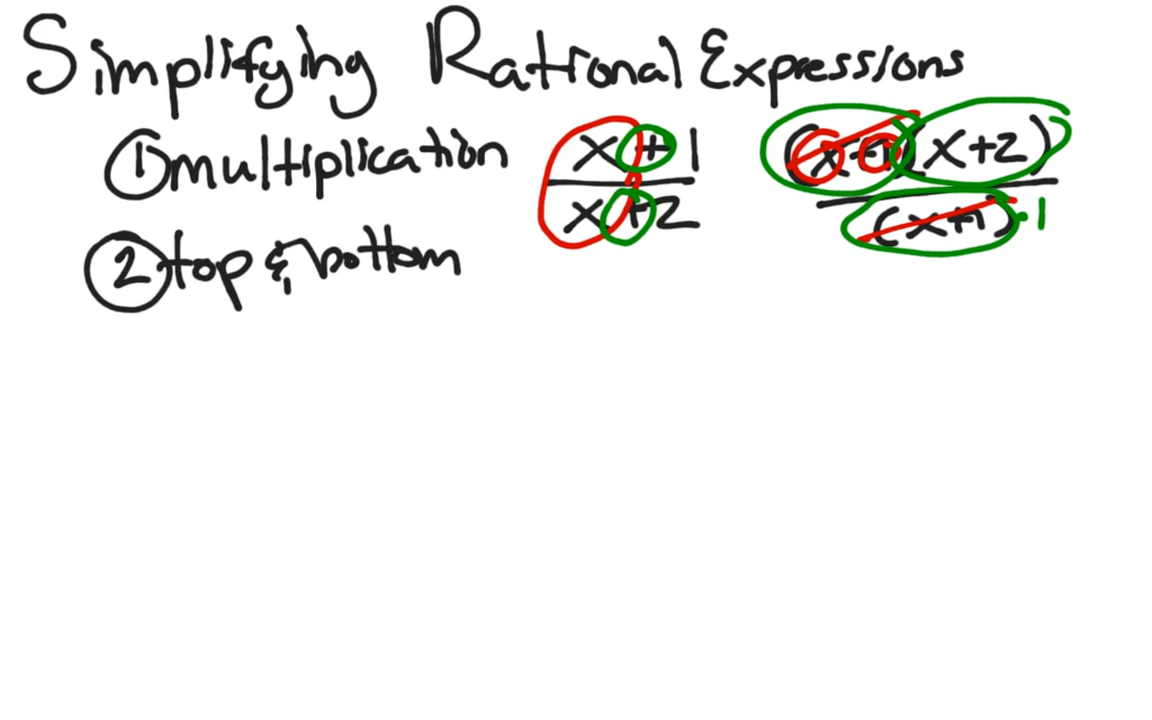 Simplifying Rational Expressions
① multiplication
x+1
x+2
(x+1)(x+2)
(x+1)·1
② top & bottom